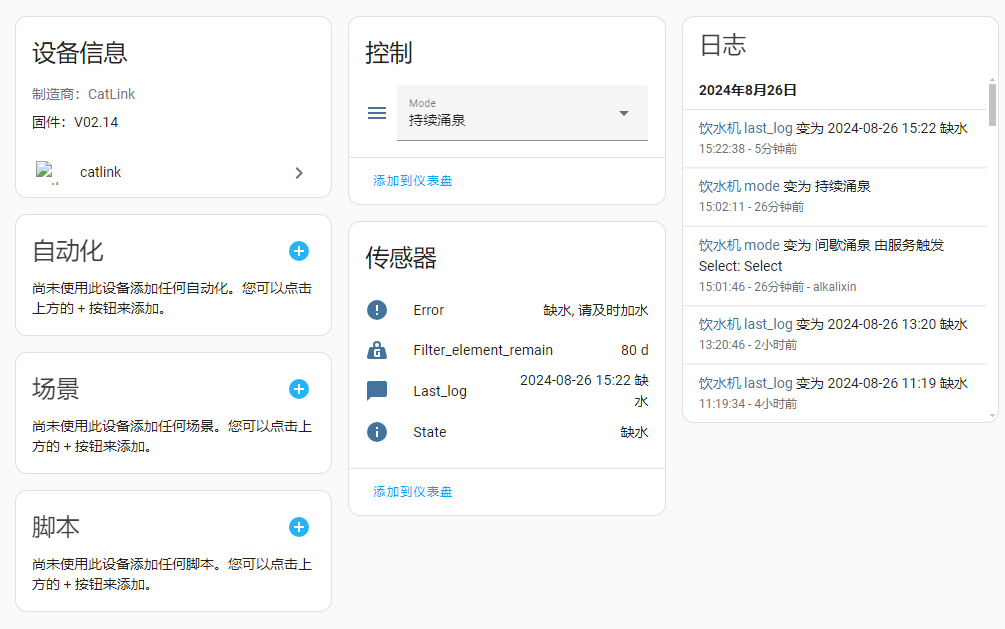 设备信息
制造商：CatLink
固件：V02.14
catlink
自动化
尚未使用此设备添加任何自动化。您可以点击
上方的 + 按钮来添加。
场景
尚未使用此设备添加任何场景。您可以点击上
方的 + 按钮来添加。
脚本
尚未使用此设备添加任何脚本。您可以点击上
方的 + 按钮来添加。
控制
Mode
持续涌泉
添加到仪表盘
传感器
Error 缺水, 请及时加水
Filter_element_remain 80 d
Last_log 2024-08-26 15:22 缺
水
State 缺水
添加到仪表盘
日志
2024年8月26日
饮水机 last_log 变为 2024-08-26 15:22 缺水
15:22:38 - 5分钟前
饮水机 mode 变为 持续涌泉
15:02:11 - 26分钟前
饮水机 mode 变为 间歇涌泉 由服务触发
Select: Select
15:01:46 - 26分钟前 - alkalixin
饮水机 last_log 变为 2024-08-26 13:20 缺水
13:20:46 - 2小时前
饮水机 last_log 变为 2024-08-26 11:19 缺水
11:19:34 - 4小时前